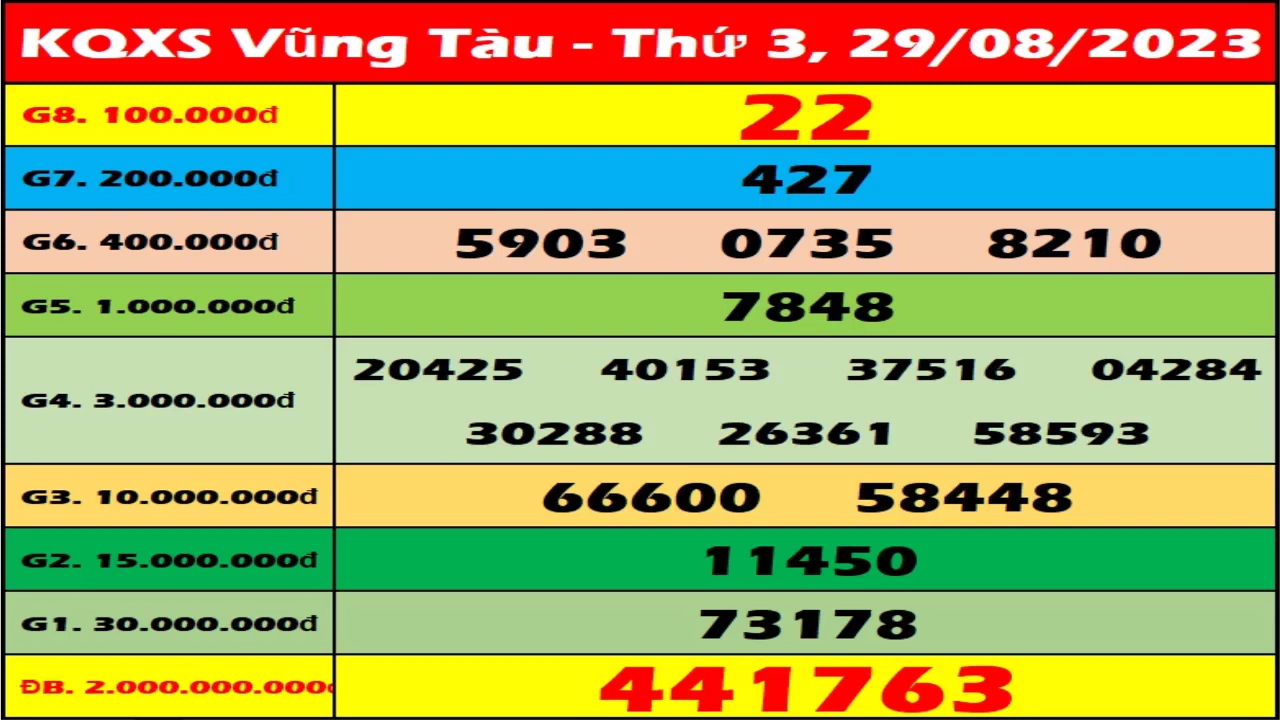 KQXS Vũng Tàu - Thứ 3, 29/08/2023
G8. 100.000đ 22
G7. 200.000đ 427
G6. 400.000đ 5903 0735 8210
G5. 1.000.000đ 7848
G4. 3.000.000đ 20425 40153 37516 04284
30288 26361 58593
G3. 10.000.000đ 66600 58448
G2. 15.000.000đ 11450
G1. 30.000.000đ 73178
ĐB. 2.000.000.000đ 441763